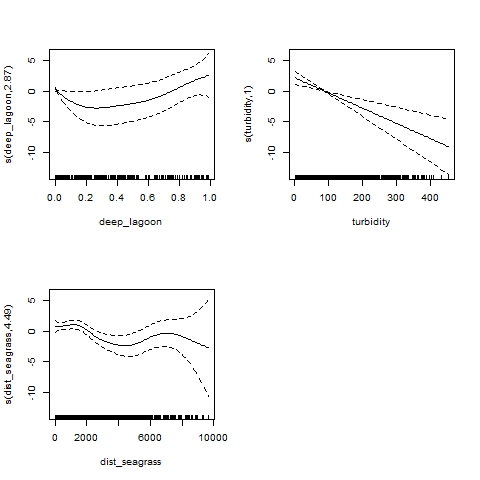 s(deep_lagoon,2.87)
5
0
-5
-10
0.0 0.2 0.4 0.6 0.8 1.0
deep_lagoon
s(turbidity,1)
5
0
-5
-10
0 100 200 300 400
turbidity
s(dist_seagrass,4.49)
5
0
-5
-10
0 2000 6000 10000
dist_seagrass